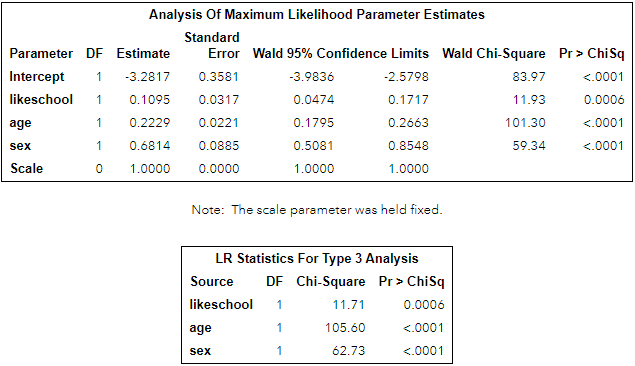 Analysis Of Maximum Likelihood Parameter Estimates
Standard
Parameter DF Estimate Error Wald 95% Confidence Limits Wald Chi-Square Pr > ChiSq
Intercept 1 -3.2817 0.3581 -3.9836 -2.5798 83.97 <.0001
likeschool 1 0.1095 0.0317 0.0474 0.1717 11.93 0.0006
age 1 0.2229 0.0221 0.1795 0.2663 101.30 <.0001
sex 1 0.6814 0.0885 0.5081 0.8548 59.34 <.0001
Scale 0 1.0000 0.0000 1.0000 1.0000
Note: The scale parameter was held fixed.
LR Statistics For Type 3 Analysis
Source DF Chi-Square Pr > ChiSq
likeschool 1 11.71 0.0006
age 1 105.60 <.0001
sex 1 62.73 <.0001